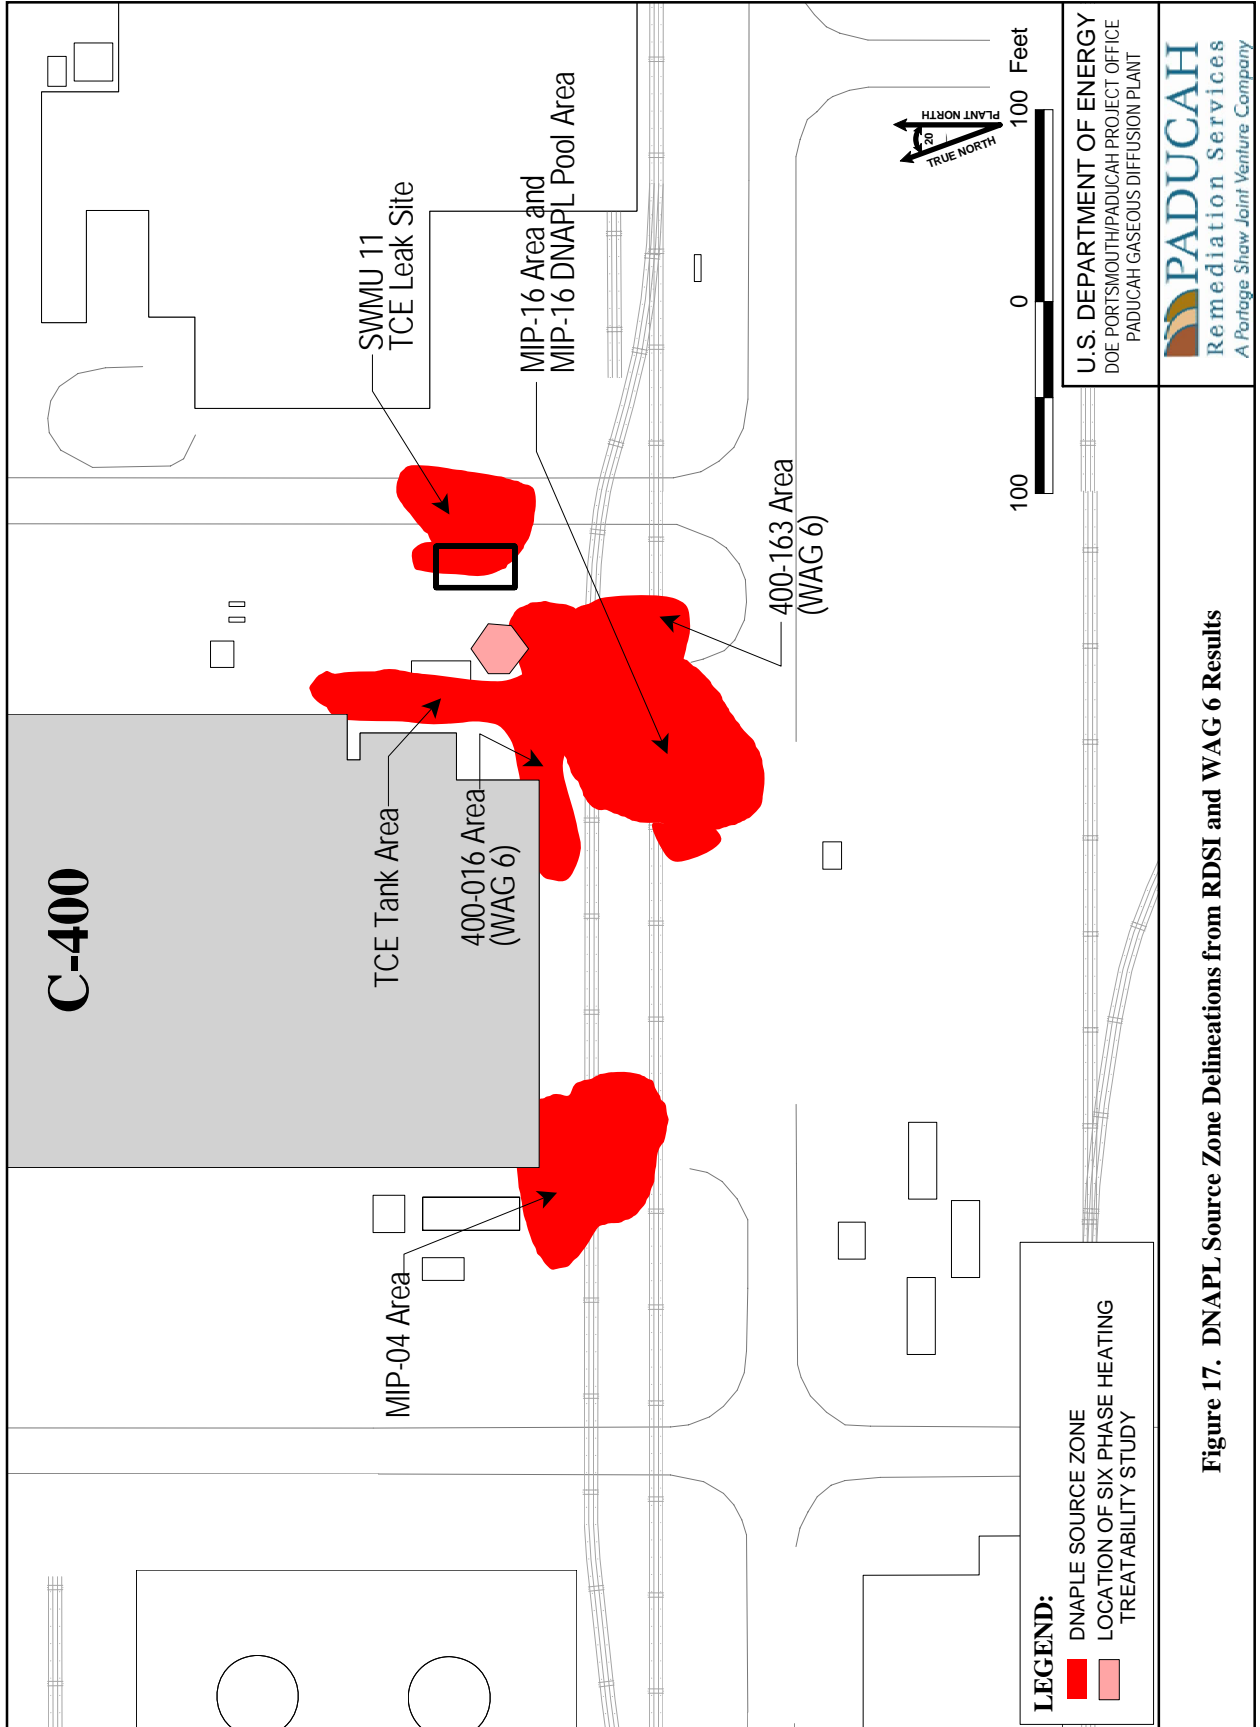 C-400
SWMU 11
TCE Leak Site
MIP-16 Area and
MIP-16 DNAPL Pool Area
TCE Tank Area
400-016 Area
(WAG 6)
400-163 Area
(WAG 6)
MIP-04 Area
PLANT NORTH
20
TRUE NORTH
100 0 100 Feet
LEGEND:
DNAPLE SOURCE ZONE
LOCATION OF SIX PHASE HEATING
TREATABILITY STUDY
U.S. DEPARTMENT OF ENERGY
DOE PORTSMOUTH/PADUCAH PROJECT OFFICE
PADUCAH GASEOUS DIFFUSION PLANT
PADUCAH
Remediation Services
A Portage Shaw Joint Venture Company
Figure 17. DNAPL Source Zone Delineations from RDSI and WAG 6 Results